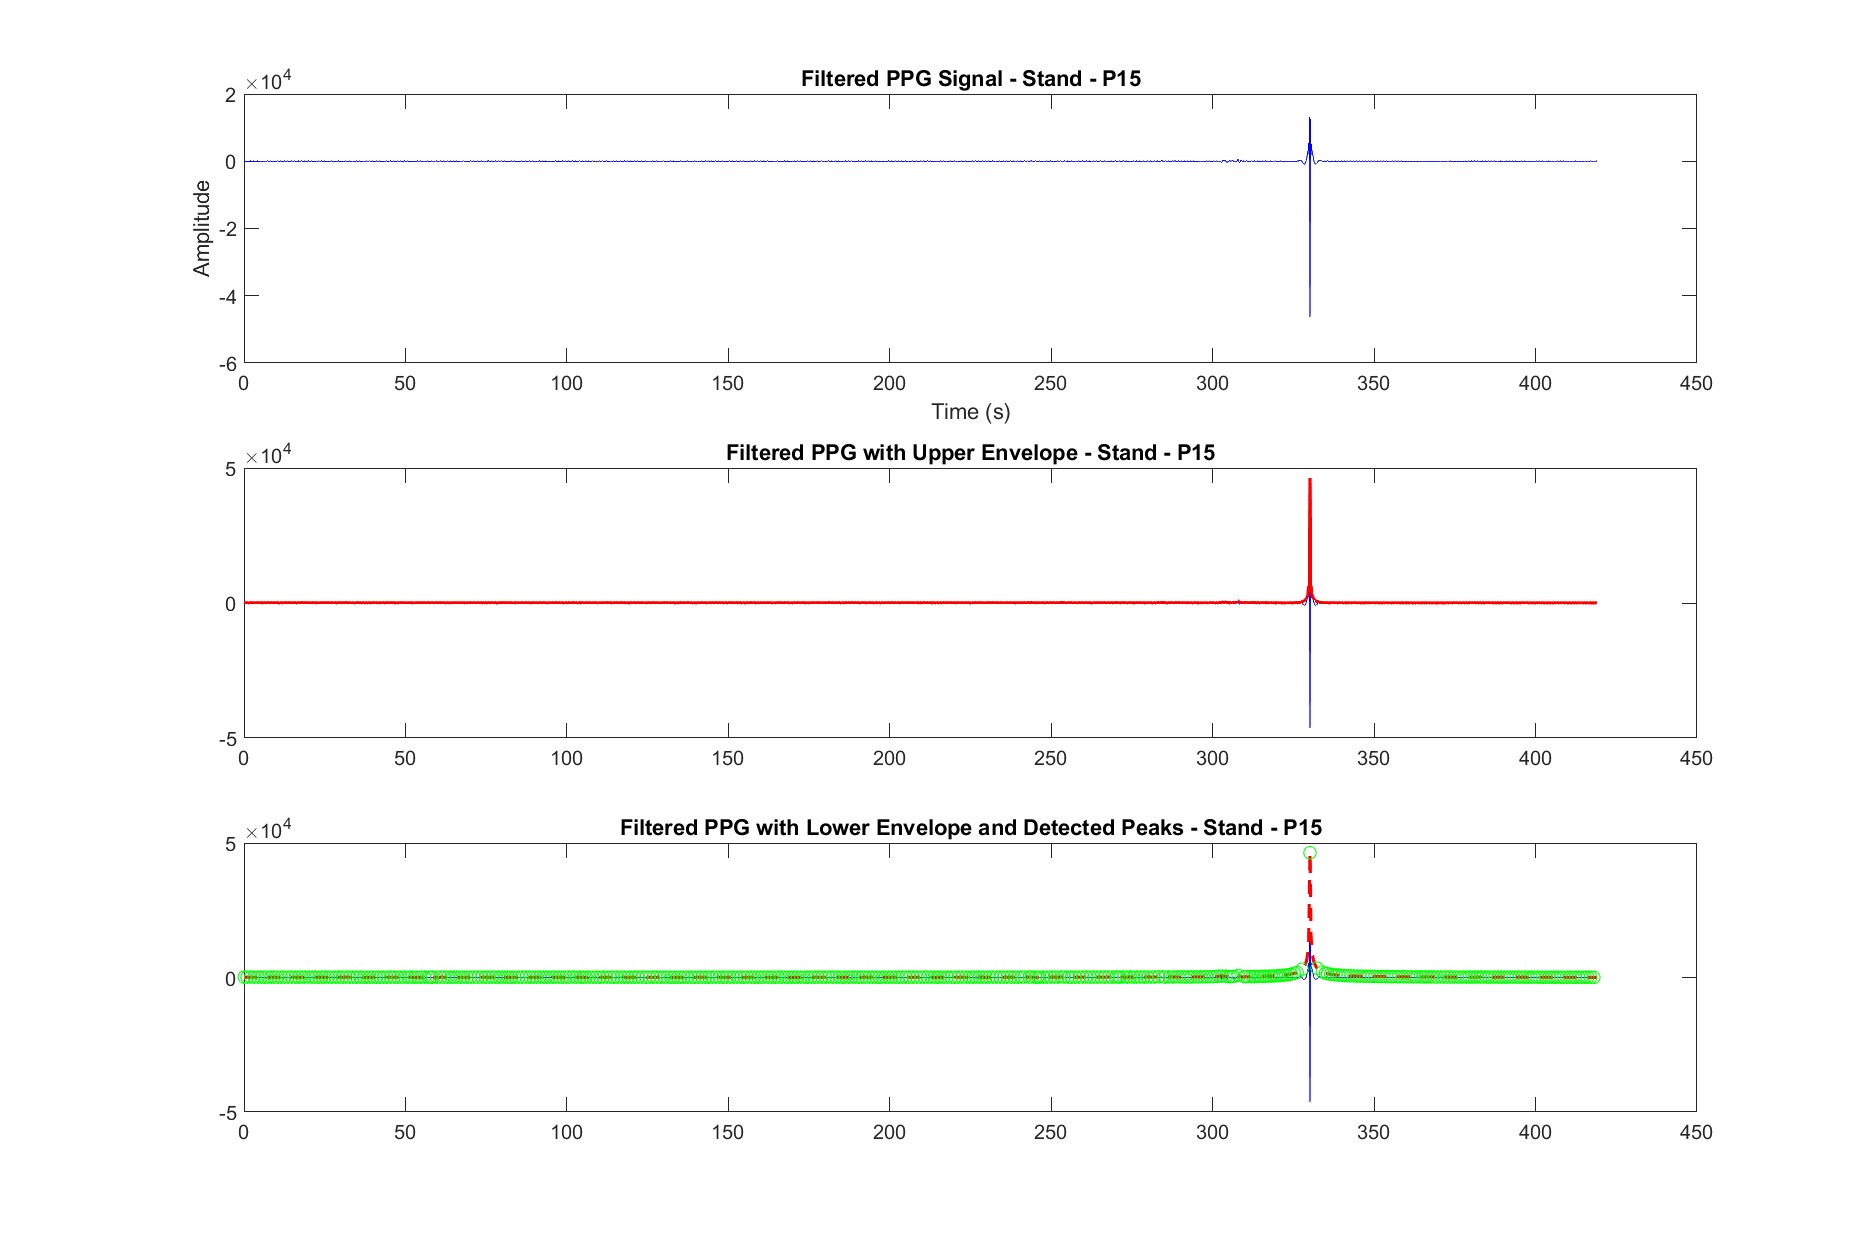 Filtered PPG Signal - Stand - P15
×10^4
2
0
-2
-4
-6
Amplitude
0 50 100 150 200 250 300 350 400 450
Time (s)
Filtered PPG with Upper Envelope - Stand - P15
×10^4
5
0
-5
0 50 100 150 200 250 300 350 400 450
Filtered PPG with Lower Envelope and Detected Peaks - Stand - P15
×10^4
5
0
-5
0 50 100 150 200 250 300 350 400 450